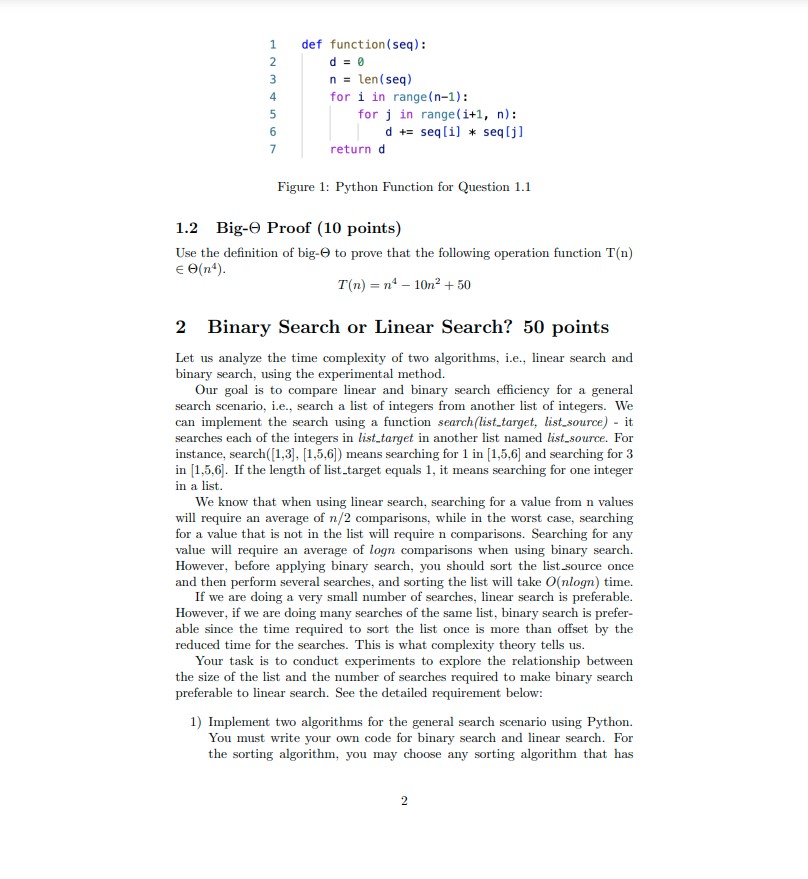 1 def function(seq):
2 d = 0
3 n = len(seq)
4 for i in range(n-1):
5 for j in range(i+1, n):
6 d += seq[i] * seq[j]
7 return d
Figure 1: Python Function for Question 1.1
1.2 Big-Θ Proof (10 points)
Use the definition of big-Θ to prove that the following operation function T(n)
∈ Θ(n⁴).
T(n) = n⁴ − 10n² + 50
2 Binary Search or Linear Search? 50 points
Let us analyze the time complexity of two algorithms, i.e., linear search and
binary search, using the experimental method.
Our goal is to compare linear and binary search efficiency for a general
search scenario, i.e., search a list of integers from another list of integers. We
can implement the search using a function search(list_target, list_source) - it
searches each of the integers in list_target in another list named list_source. For
instance, search([1,3], [1,5,6]) means searching for 1 in [1,5,6] and searching for 3
in [1,5,6]. If the length of list_target equals 1, it means searching for one integer
in a list.
We know that when using linear search, searching for a value from n values
will require an average of n/2 comparisons, while in the worst case, searching
for a value that is not in the list will require n comparisons. Searching for any
value will require an average of logn comparisons when using binary search.
However, before applying binary search, you should sort the list_source once
and then perform several searches, and sorting the list will take O(nlogn) time.
If we are doing a very small number of searches, linear search is preferable.
However, if we are doing many searches of the same list, binary search is prefer-
able since the time required to sort the list once is more than offset by the
reduced time for the searches. This is what complexity theory tells us.
Your task is to conduct experiments to explore the relationship between
the size of the list and the number of searches required to make binary search
preferable to linear search. See the detailed requirement below:
1) Implement two algorithms for the general search scenario using Python.
You must write your own code for binary search and linear search. For
the sorting algorithm, you may choose any sorting algorithm that has
2